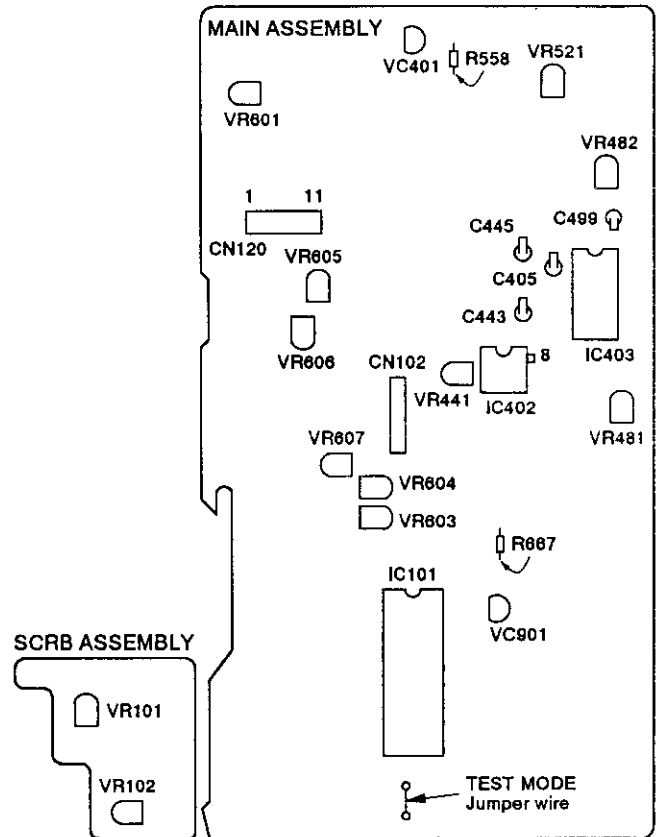 MAIN ASSEMBLY
VC401
R558
VR521
VR601
VR482
1 11
C499
C445
CN120
VR605
C405
C443
VR606
CN102
8
IC403
VR441
IC402
VR481
VR607
VR604
VR603
R667
IC101
VC901
SCRB ASSEMBLY
VR101
VR102
TEST MODE
Jumper wire